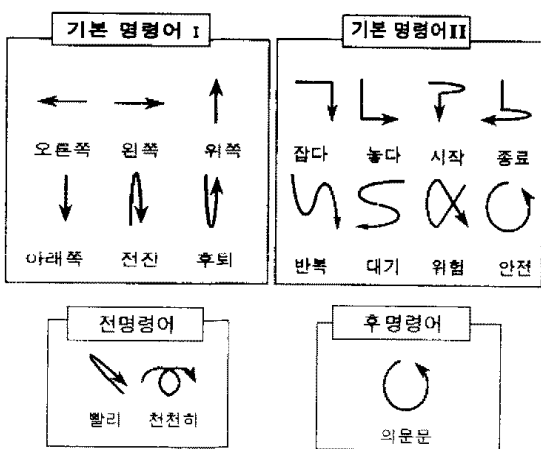 기본 명령어 I
기본 명령어II
오른쪽 왼쪽 위쪽
잡다 놓다 시작 종료
아래쪽 전진 후퇴
반복 대기 위험 안전
전명령어
후명령어
빨리 천천히
의문문